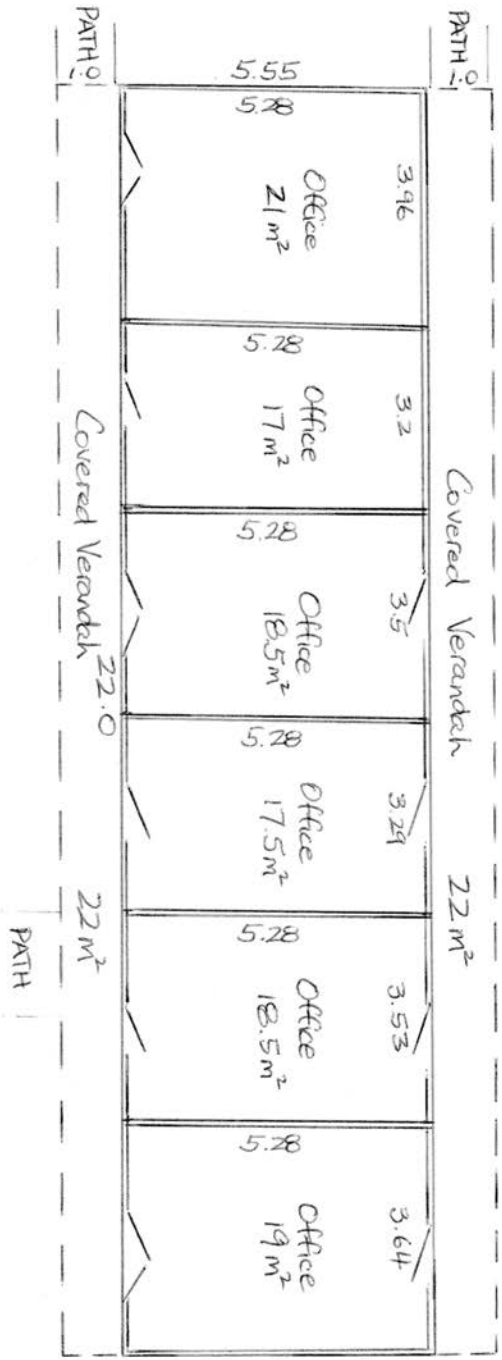 PATH
1.0
5.55
PATH
1.0
5.28
3.96
Office
21 m²
5.28
3.2
Office
17 m²
Covered Verandah
Covered Verandah
5.28
3.5
Office
18.5 m²
22.0
5.28
3.29
Office
17.5 m²
22 m²
22 m²
5.28
3.53
Office
18.5 m²
PATH
5.28
3.64
Office
19 m²